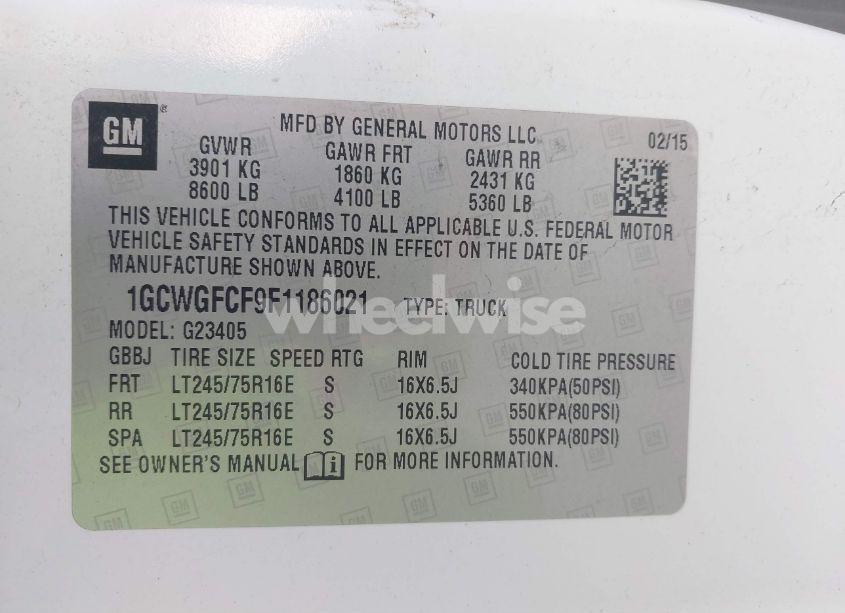 GM
MFD BY GENERAL MOTORS LLC
02/15
GVWR GAWR FRT GAWR RR
3901 KG 1860 KG 2431 KG
8600 LB 4100 LB 5360 LB
THIS VEHICLE CONFORMS TO ALL APPLICABLE U.S. FEDERAL MOTOR
VEHICLE SAFETY STANDARDS IN EFFECT ON THE DATE OF
MANUFACTURE SHOWN ABOVE.
1GCWGFCF9F1186021 TYPE: TRUCK
wheelwise
MODEL: G23405
GBBJ TIRE SIZE SPEED RTG RIM COLD TIRE PRESSURE
FRT LT245/75R16E S 16X6.5J 340KPA(50PSI)
RR LT245/75R16E S 16X6.5J 550KPA(80PSI)
SPA LT245/75R16E S 16X6.5J 550KPA(80PSI)
SEE OWNER'S MANUAL FOR MORE INFORMATION.